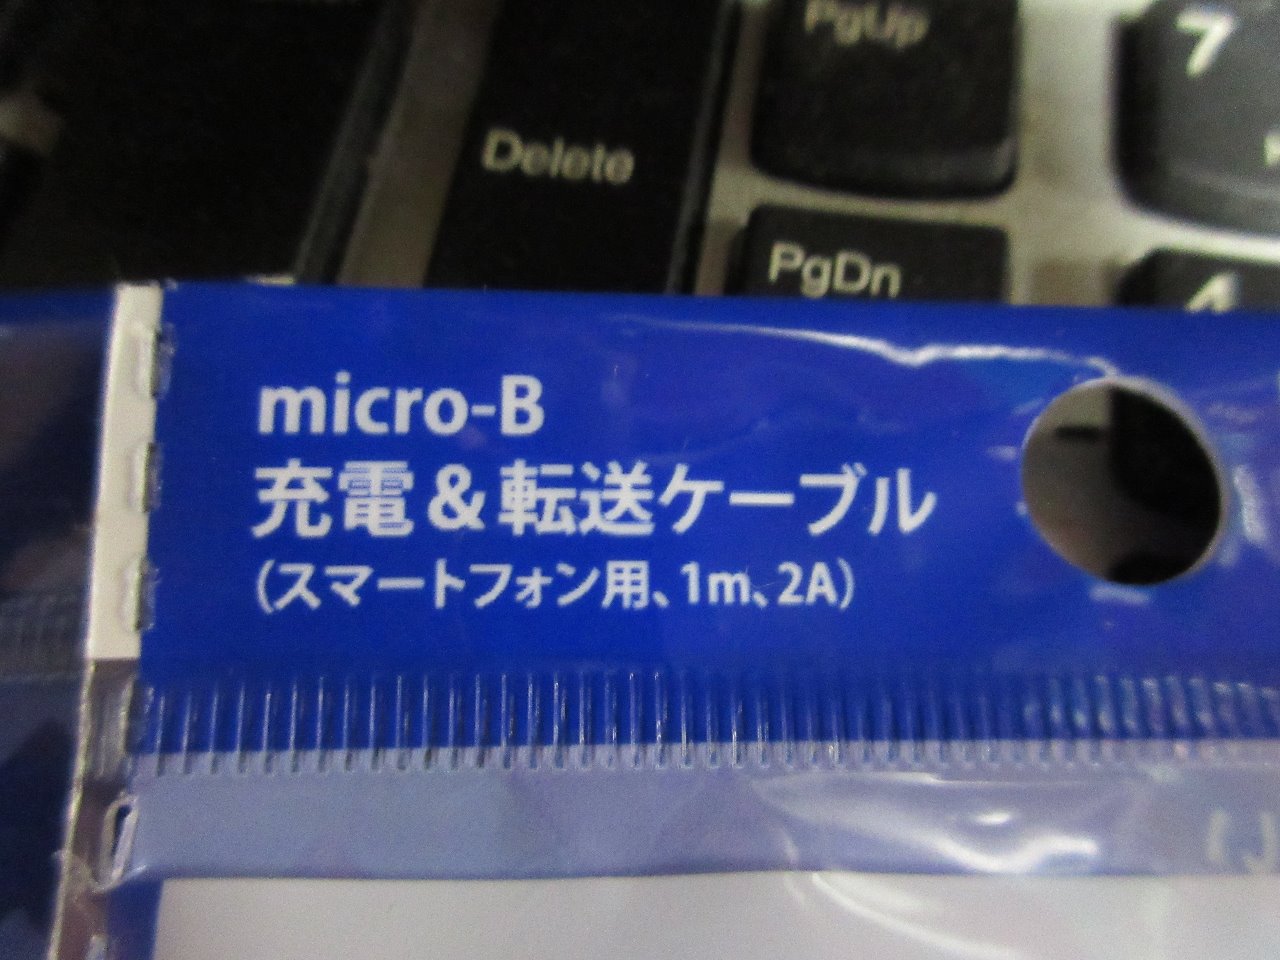 PgUp
7
Delete
PgDn
4
micro-B
充電&転送ケーブル
(スマートフォン用、1m、2A)